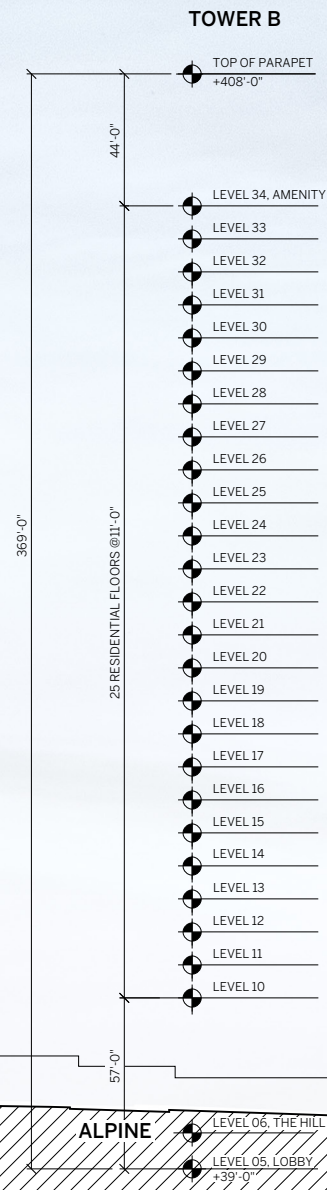 TOWER B
TOP OF PARAPET
+408'-0"
44'-0"
LEVEL 34, AMENITY
LEVEL 33
LEVEL 32
LEVEL 31
LEVEL 30
LEVEL 29
LEVEL 28
LEVEL 27
LEVEL 26
LEVEL 25
LEVEL 24
369'-0"
25 RESIDENTIAL FLOORS @11'-0"
LEVEL 23
LEVEL 22
LEVEL 21
LEVEL 20
LEVEL 19
LEVEL 18
LEVEL 17
LEVEL 16
LEVEL 15
LEVEL 14
LEVEL 13
LEVEL 12
LEVEL 11
LEVEL 10
57'-0"
ALPINE
LEVEL 06, THE HILL
LEVEL 05, LOBBY
+39'-0"